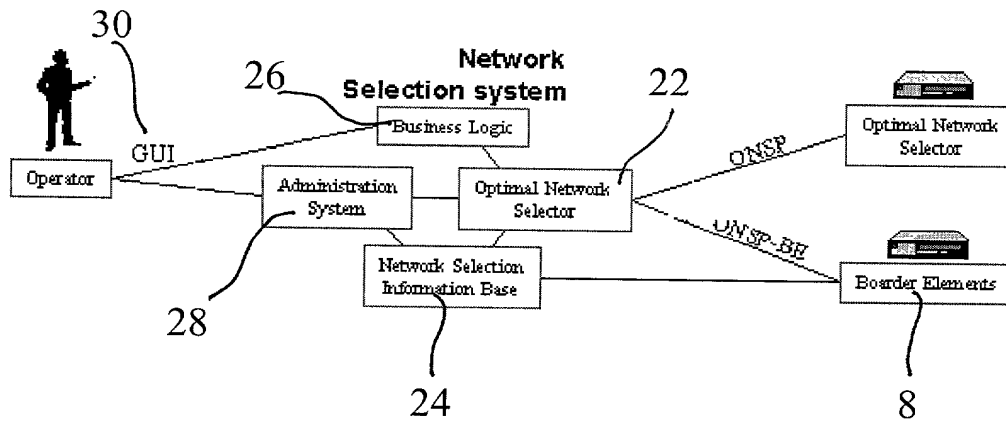 30
Network
Selection system
26
22
Business Logic
GUI
ONSP
Optimal Network
Selector
Operator
Administration
System
Optimal Network
Selector
ONSP-BE
Network Selection
Information Base
Boarder Elements
28
24
8